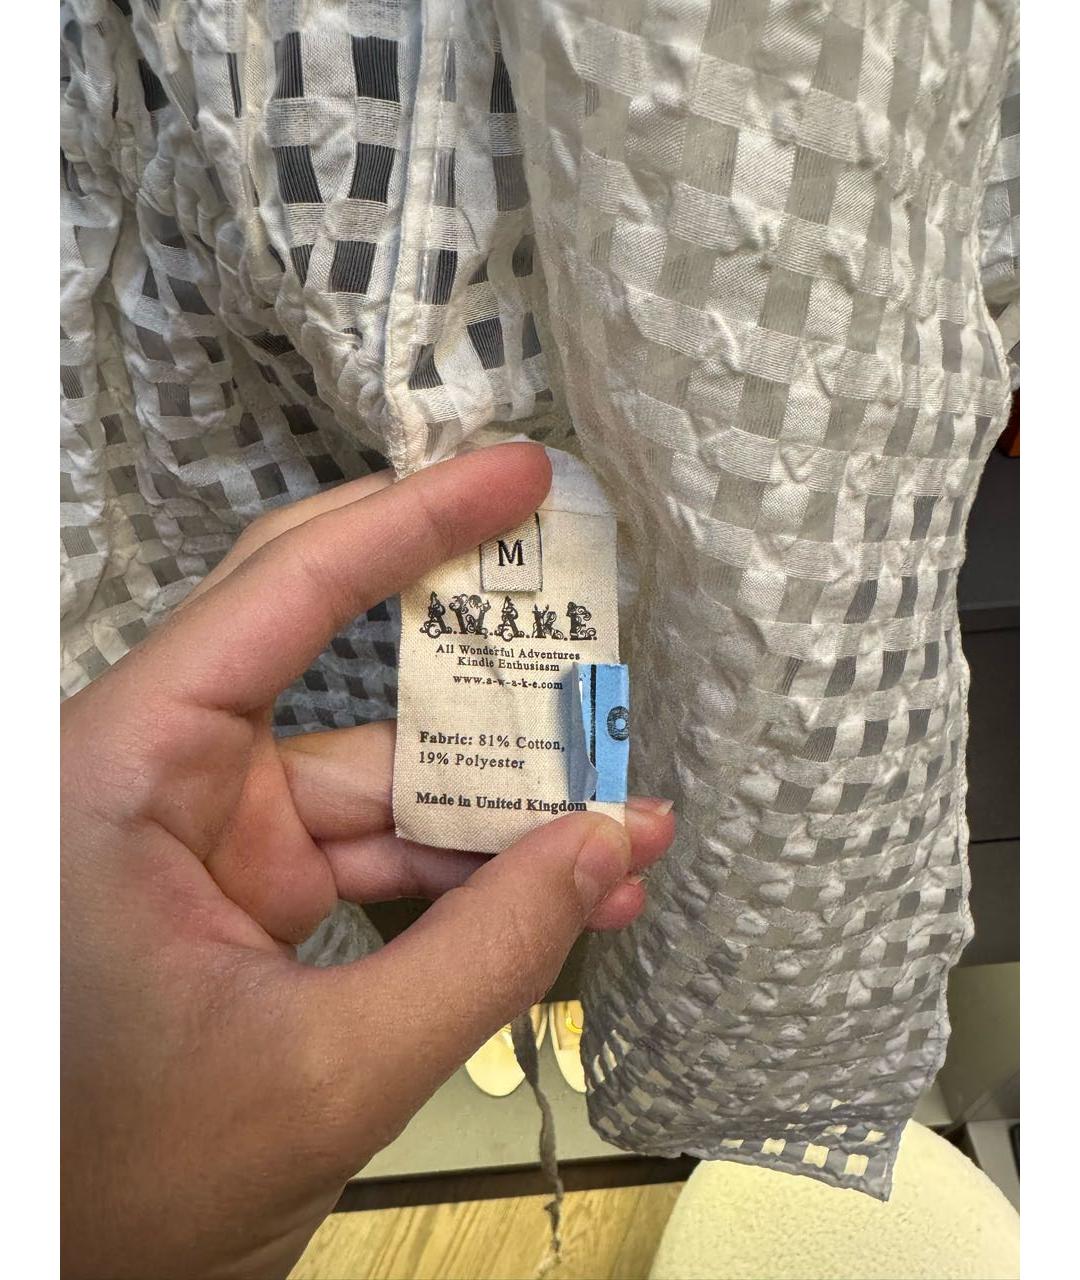 M
A.W.A.K.E.
All Wonderful Adventures
Kindle Enthusiasm
www.a-w-a-k-e.com
Fabric: 81% Cotton,
19% Polyester
Made in United Kingdom